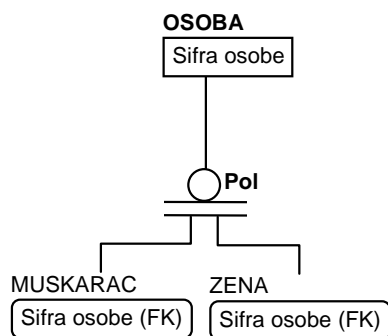 OSOBA
Sifra osobe
Pol
MUSKARAC
Sifra osobe (FK)
ZENA
Sifra osobe (FK)